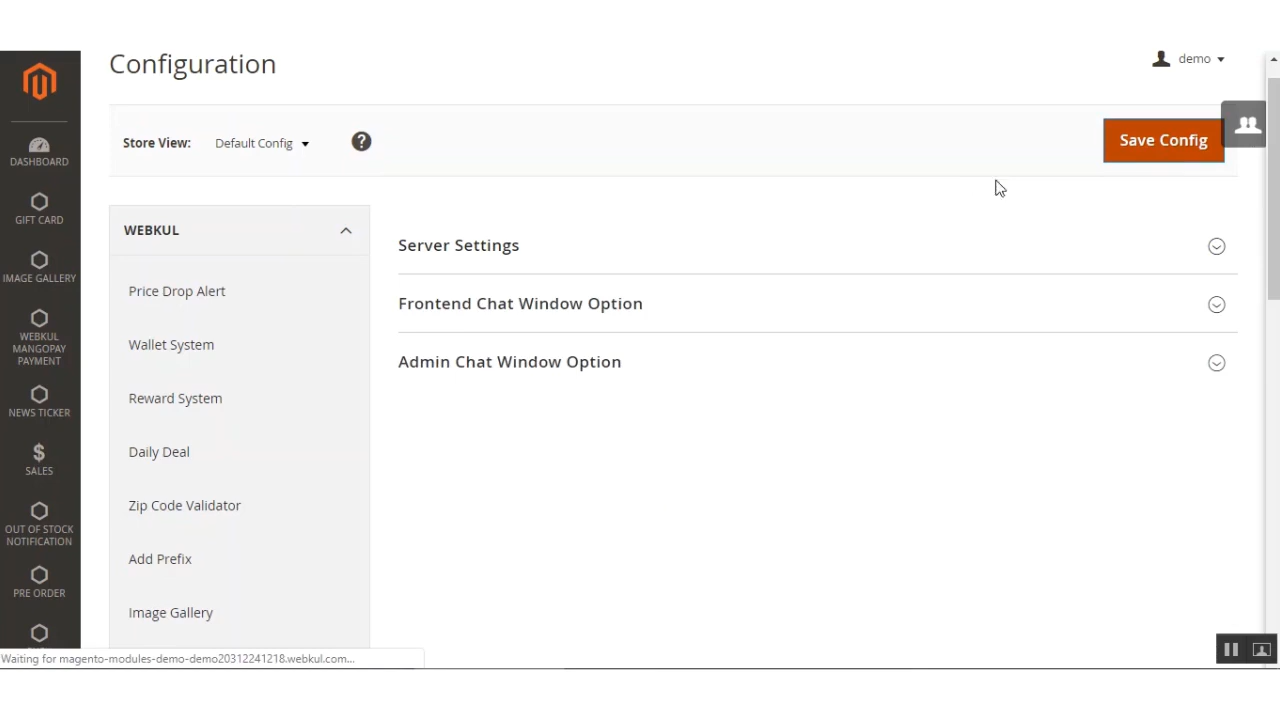 Configuration
demo
Store View:
Default Config
?
Save Config
DASHBOARD
GIFT CARD
IMAGE GALLERY
WEBKUL
MANGOPAY
PAYMENT
NEWS TICKER
$
SALES
OUT OF STOCK
NOTIFICATION
PRE ORDER
WEBKUL
Price Drop Alert
Wallet System
Reward System
Daily Deal
Zip Code Validator
Add Prefix
Image Gallery
Server Settings
Frontend Chat Window Option
Admin Chat Window Option
Waiting for magento-modules-demo-demo20312241218.webkul.com...